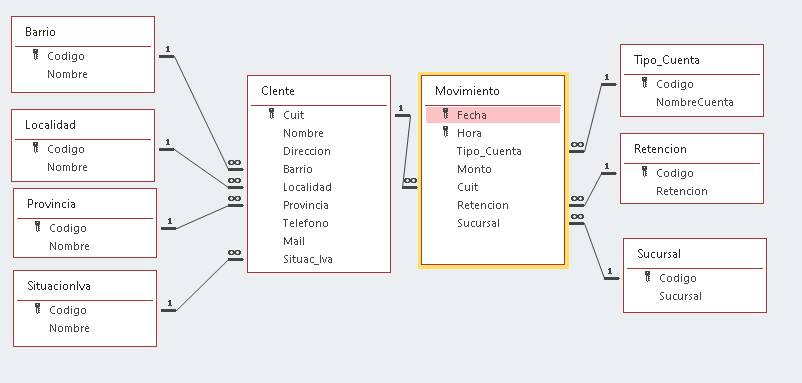 Barrio
Codigo
Nombre
Localidad
Codigo
Nombre
Provincia
Codigo
Nombre
SituacionIva
Codigo
Nombre
1
1
1
1
∞
∞
∞
∞
Clente
Cuit
Nombre
Direccion
Barrio
Localidad
Provincia
Telefono
Mail
Situac_Iva
1
∞
Movimiento
Fecha
Hora
Tipo_Cuenta
Monto
Cuit
Retencion
Sucursal
∞
∞
∞
1
1
1
Tipo_Cuenta
Codigo
NombreCuenta
Retencion
Codigo
Retencion
Sucursal
Codigo
Sucursal